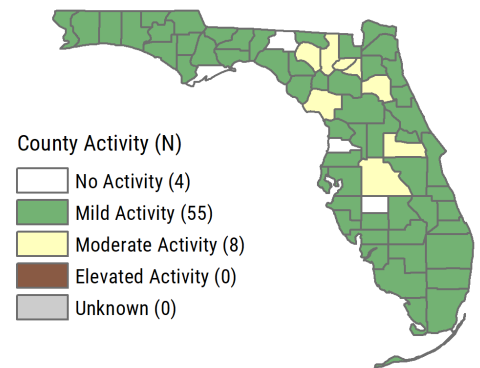 County Activity (N)
No Activity (4)
Mild Activity (55)
Moderate Activity (8)
Elevated Activity (0)
Unknown (0)